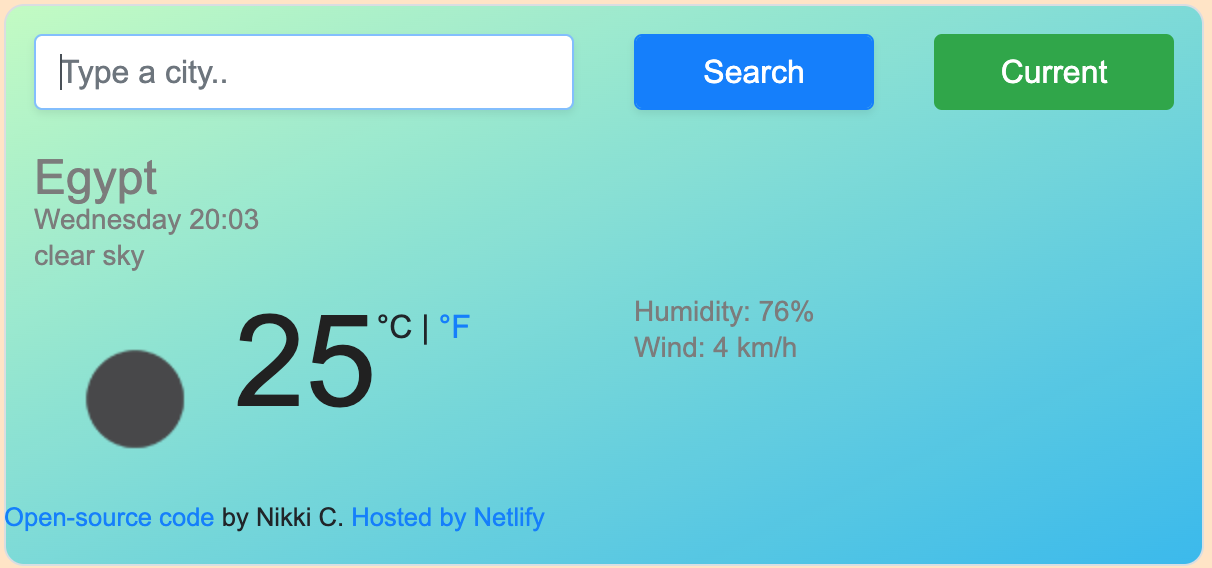 Type a city.. Search Current
Egypt
Wednesday 20:03
clear sky
25 °C | °F
Humidity: 76%
Wind: 4 km/h
Open-source code by Nikki C. Hosted by Netlify